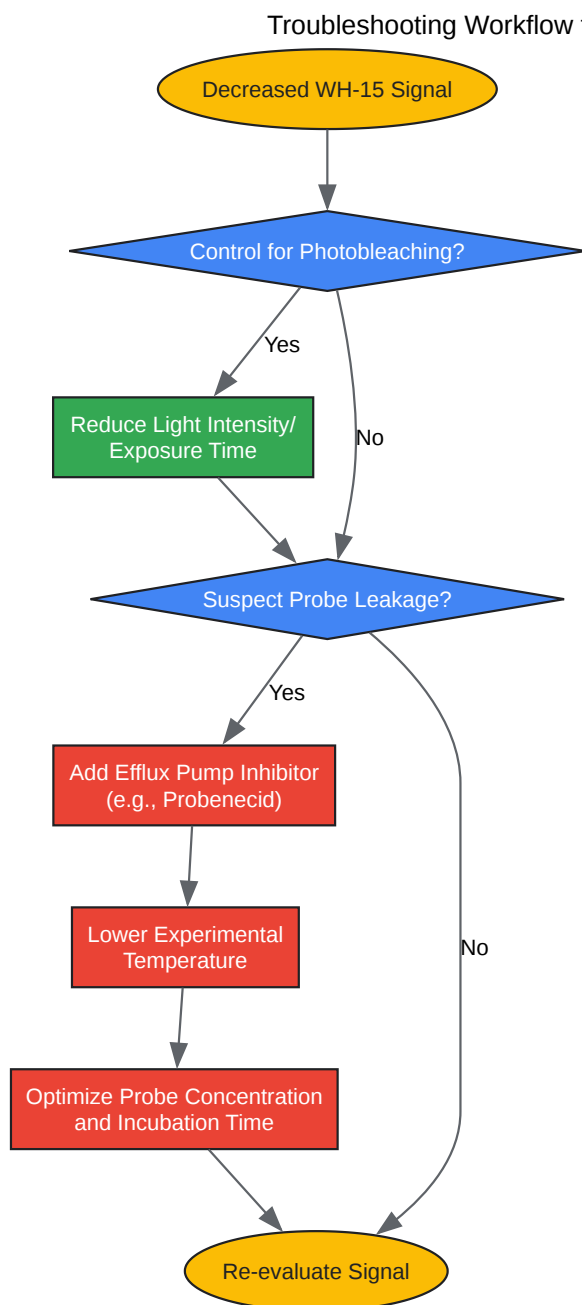 Troubleshooting Workflow
Decreased WH-15 Signal
Control for Photobleaching?
Yes
Reduce Light Intensity/
Exposure Time
No
Suspect Probe Leakage?
Yes
Add Efflux Pump Inhibitor
(e.g., Probenecid)
Lower Experimental
Temperature
No
Optimize Probe Concentration
and Incubation Time
Re-evaluate Signal